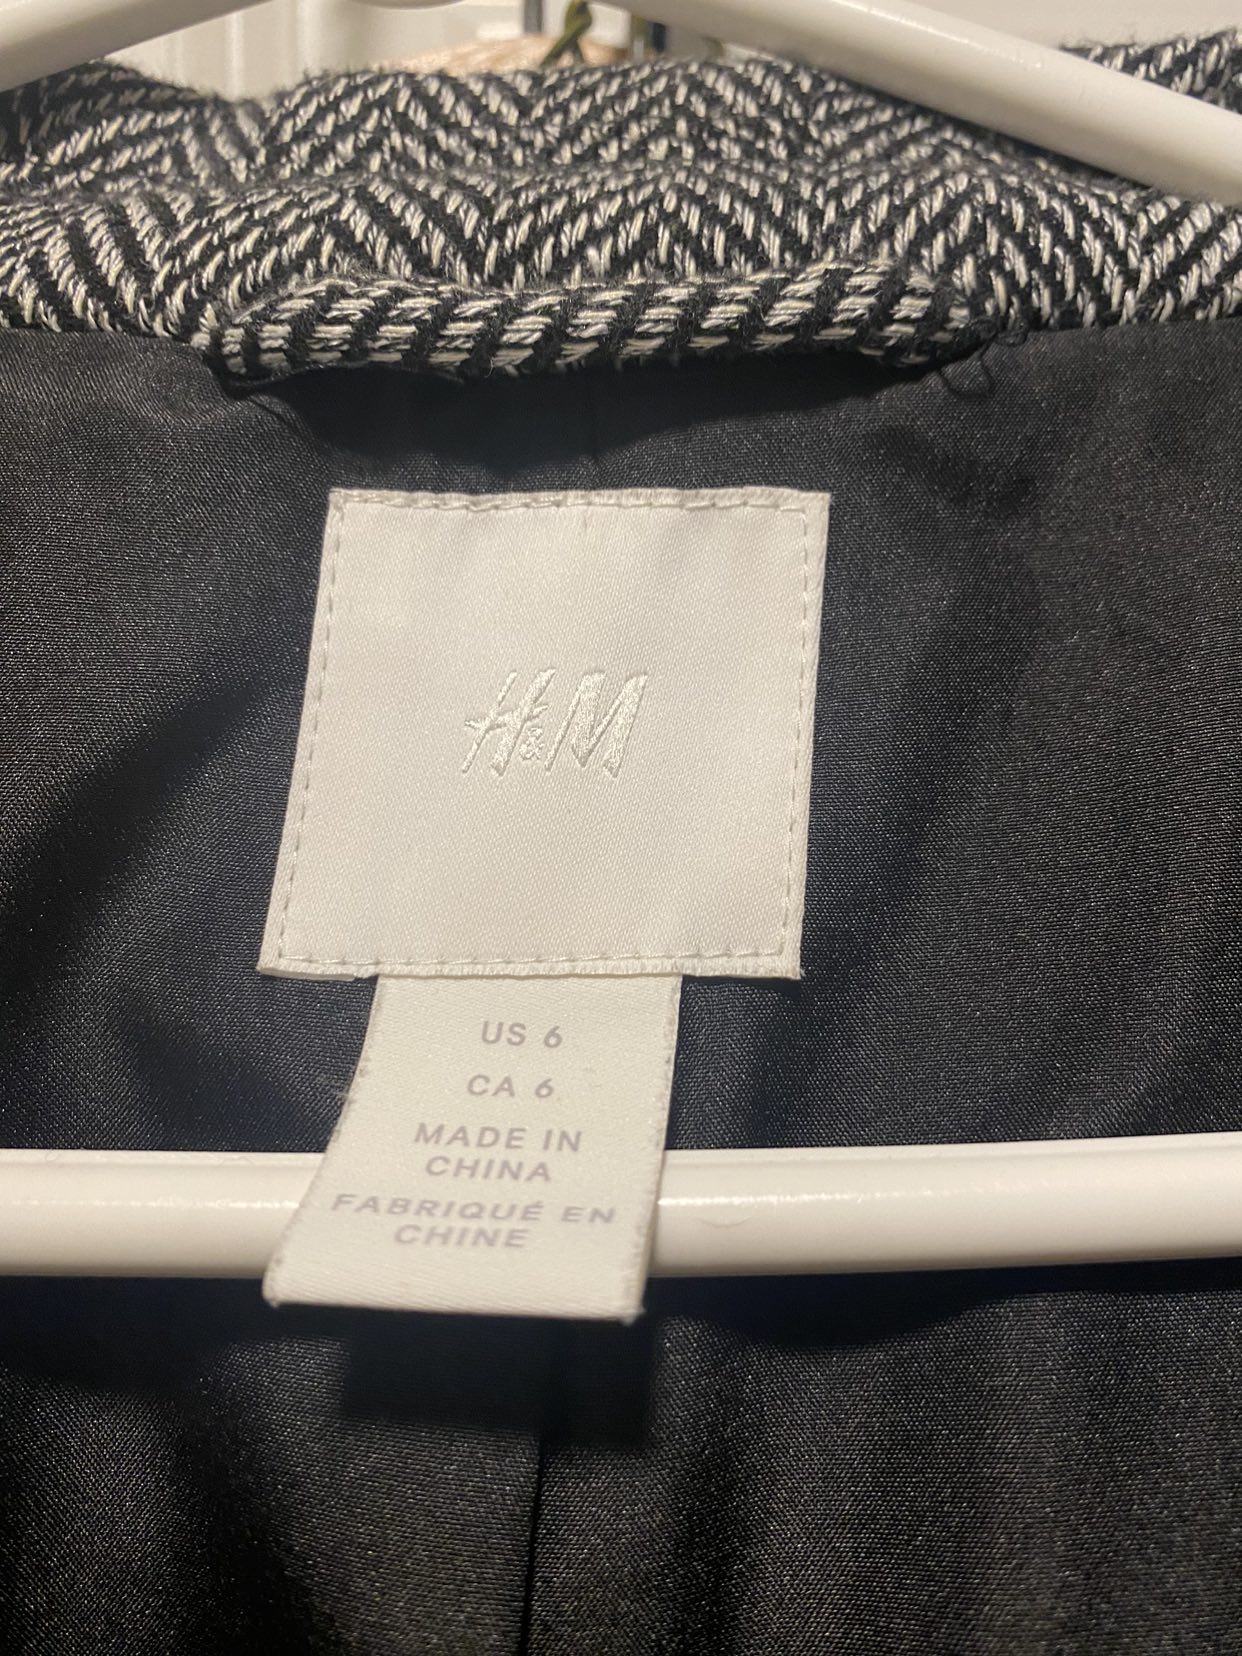 H&M
US 6
CA 6
MADE IN
CHINA
FABRIQUÉ EN
CHINE